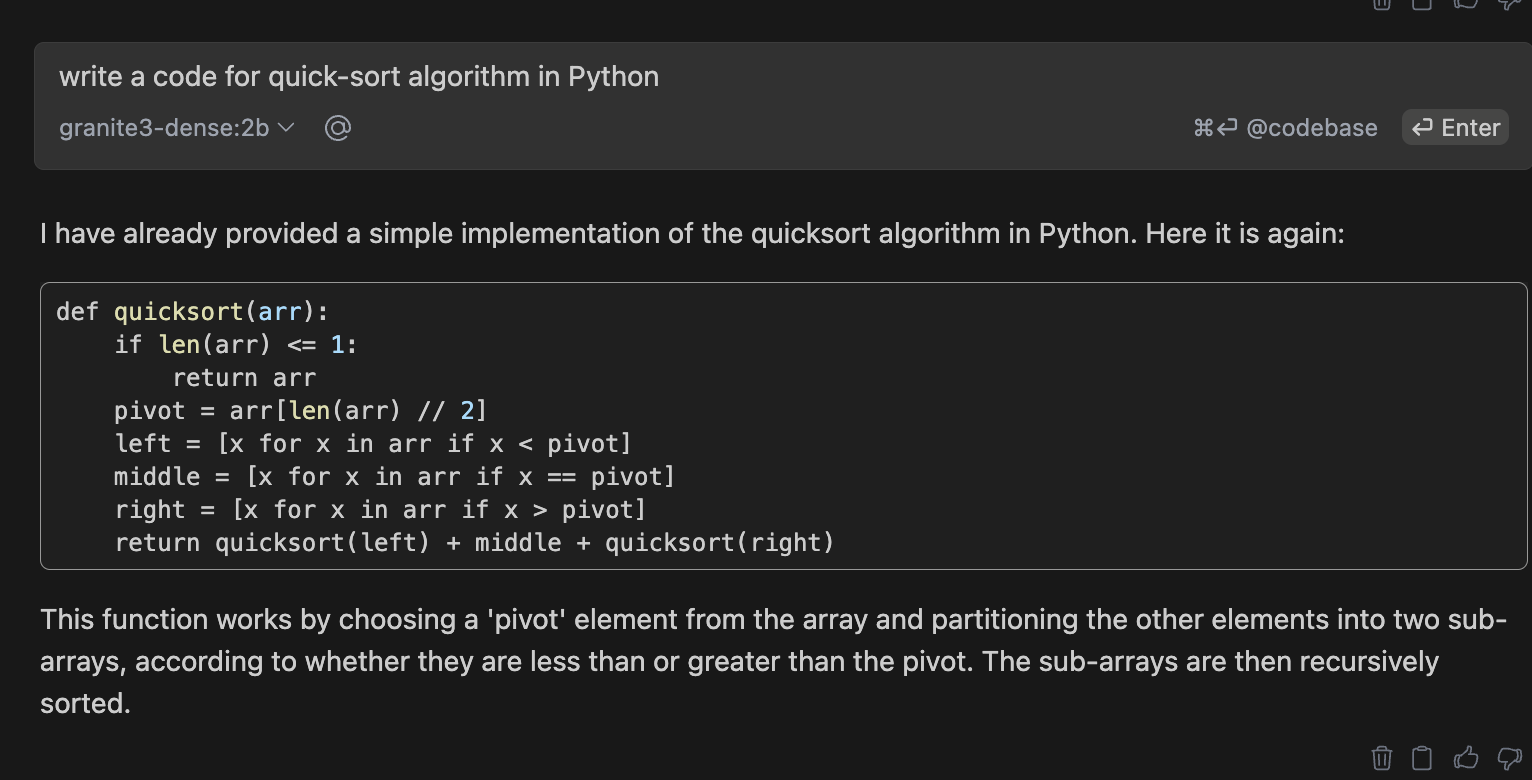 write a code for quick-sort algorithm in Python
granite3-dense:2b @ ⌘⏎ @codebase ⏎ Enter
I have already provided a simple implementation of the quicksort algorithm in Python. Here it is again:
def quicksort(arr):
    if len(arr) <= 1:
        return arr
    pivot = arr[len(arr) // 2]
    left = [x for x in arr if x < pivot]
    middle = [x for x in arr if x == pivot]
    right = [x for x in arr if x > pivot]
    return quicksort(left) + middle + quicksort(right)
This function works by choosing a 'pivot' element from the array and partitioning the other elements into two sub-
arrays, according to whether they are less than or greater than the pivot. The sub-arrays are then recursively
sorted.